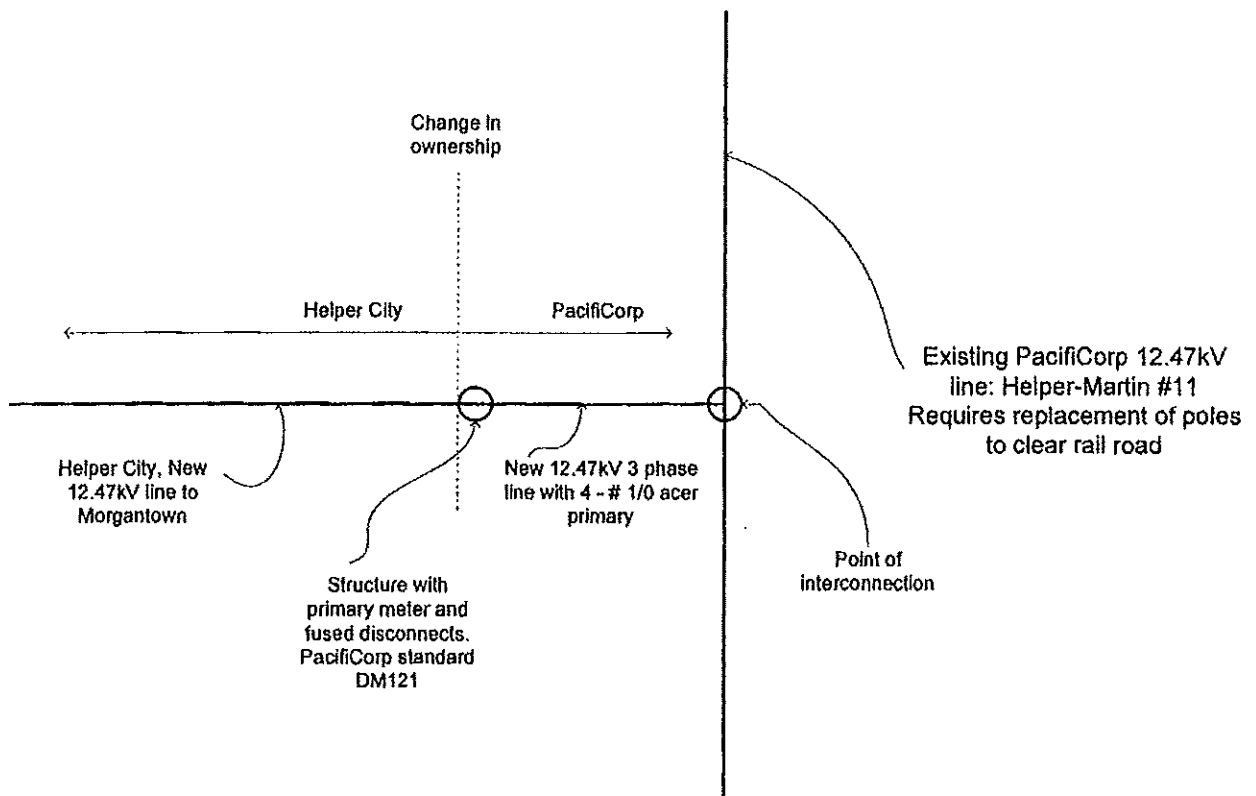 Change in
ownership
Helper City
PacifiCorp
Existing PacifiCorp 12.47kV
line: Helper-Martin #11
Requires replacement of poles
to clear rail road
Helper City, New
12.47kV line to
Morgantown
New 12.47kV 3 phase
line with 4 - # 1/0 acer
primary
Structure with
primary meter and
fused disconnects.
PacifiCorp standard
DM121
Point of
interconnection